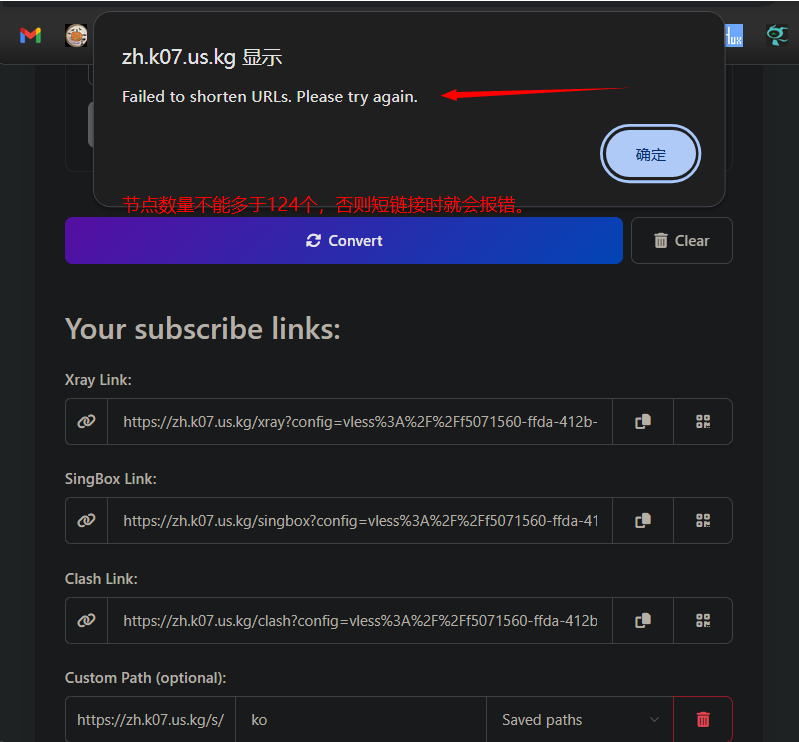 zh.k07.us.kg 显示
lux
Failed to shorten URLs. Please try again.
确定
节点数量不能多于124个，否则短链接时就会报错。
Convert
Clear
Your subscribe links:
Xray Link:
https://zh.k07.us.kg/xray?config=vless%3A%2F%2Ff5071560-ffda-412b-
SingBox Link:
https://zh.k07.us.kg/singbox?config=vless%3A%2F%2Ff5071560-ffda-41
Clash Link:
https://zh.k07.us.kg/clash?config=vless%3A%2F%2Ff5071560-ffda-412b
Custom Path (optional):
https://zh.k07.us.kg/s/ ko Saved paths